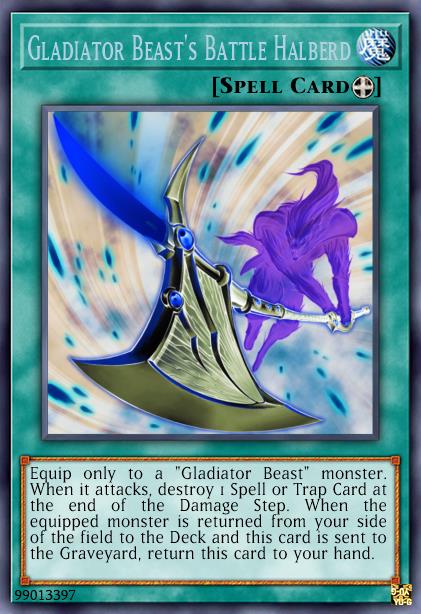 Gladiator Beast's Battle Halberd
魔
[Spell Card]
Equip only to a "Gladiator Beast" monster.
When it attacks, destroy 1 Spell or Trap Card at
the end of the Damage Step. When the
equipped monster is returned from your side
of the field to the Deck and this card is sent to
the Graveyard, return this card to your hand.
99013397